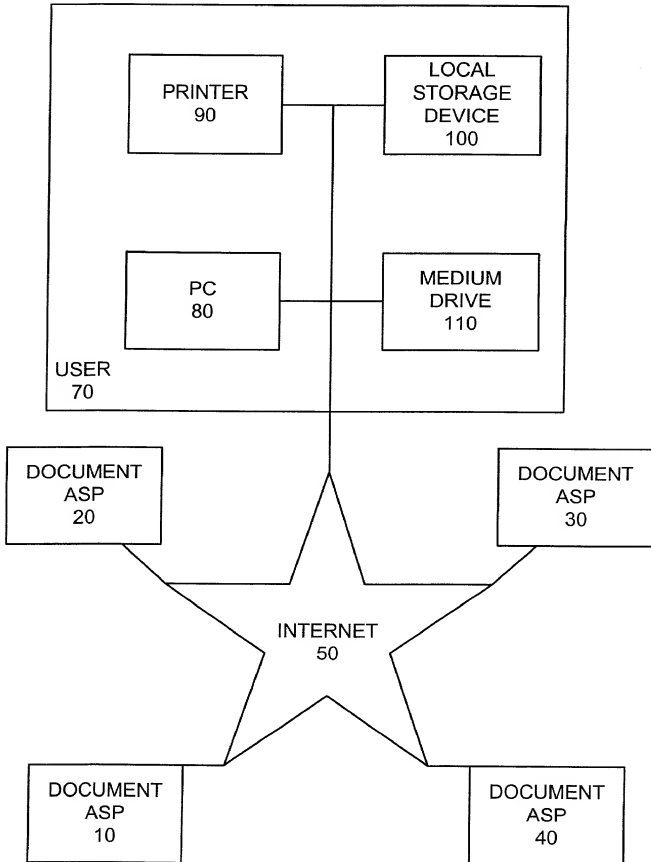 PRINTER
90
LOCAL
STORAGE
DEVICE
100
PC
80
MEDIUM
DRIVE
110
USER
70
DOCUMENT
ASP
20
DOCUMENT
ASP
30
INTERNET
50
DOCUMENT
ASP
10
DOCUMENT
ASP
40